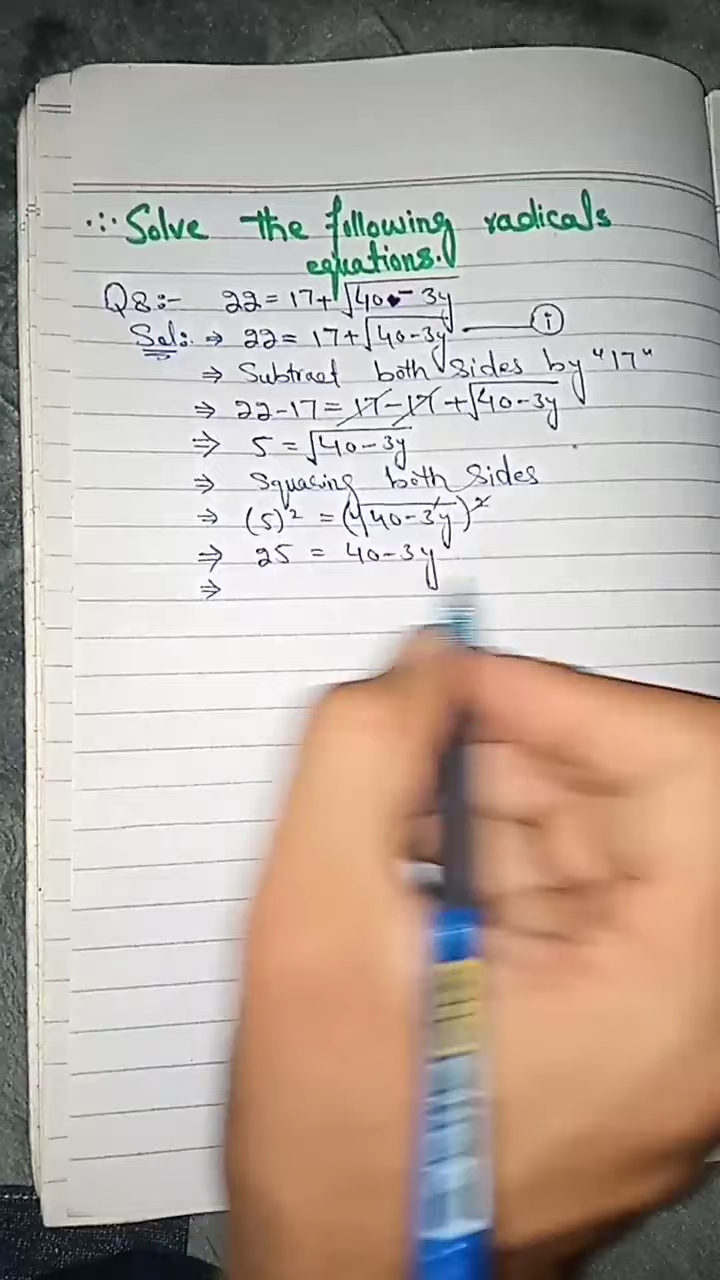 ∴ Solve the following radicals
equations.
Q8:- 22 = 17 + √40 - 3y
Sol: ⇒ 22 = 17 + √40-3y — (i)
⇒ Subtract both sides by "17"
⇒ 22-17 = 17-17 + √40-3y
⇒ 5 = √40-3y
⇒ Squaring both sides
⇒ (5)² = (√40-3y)²
⇒ 25 = 40-3y
⇒